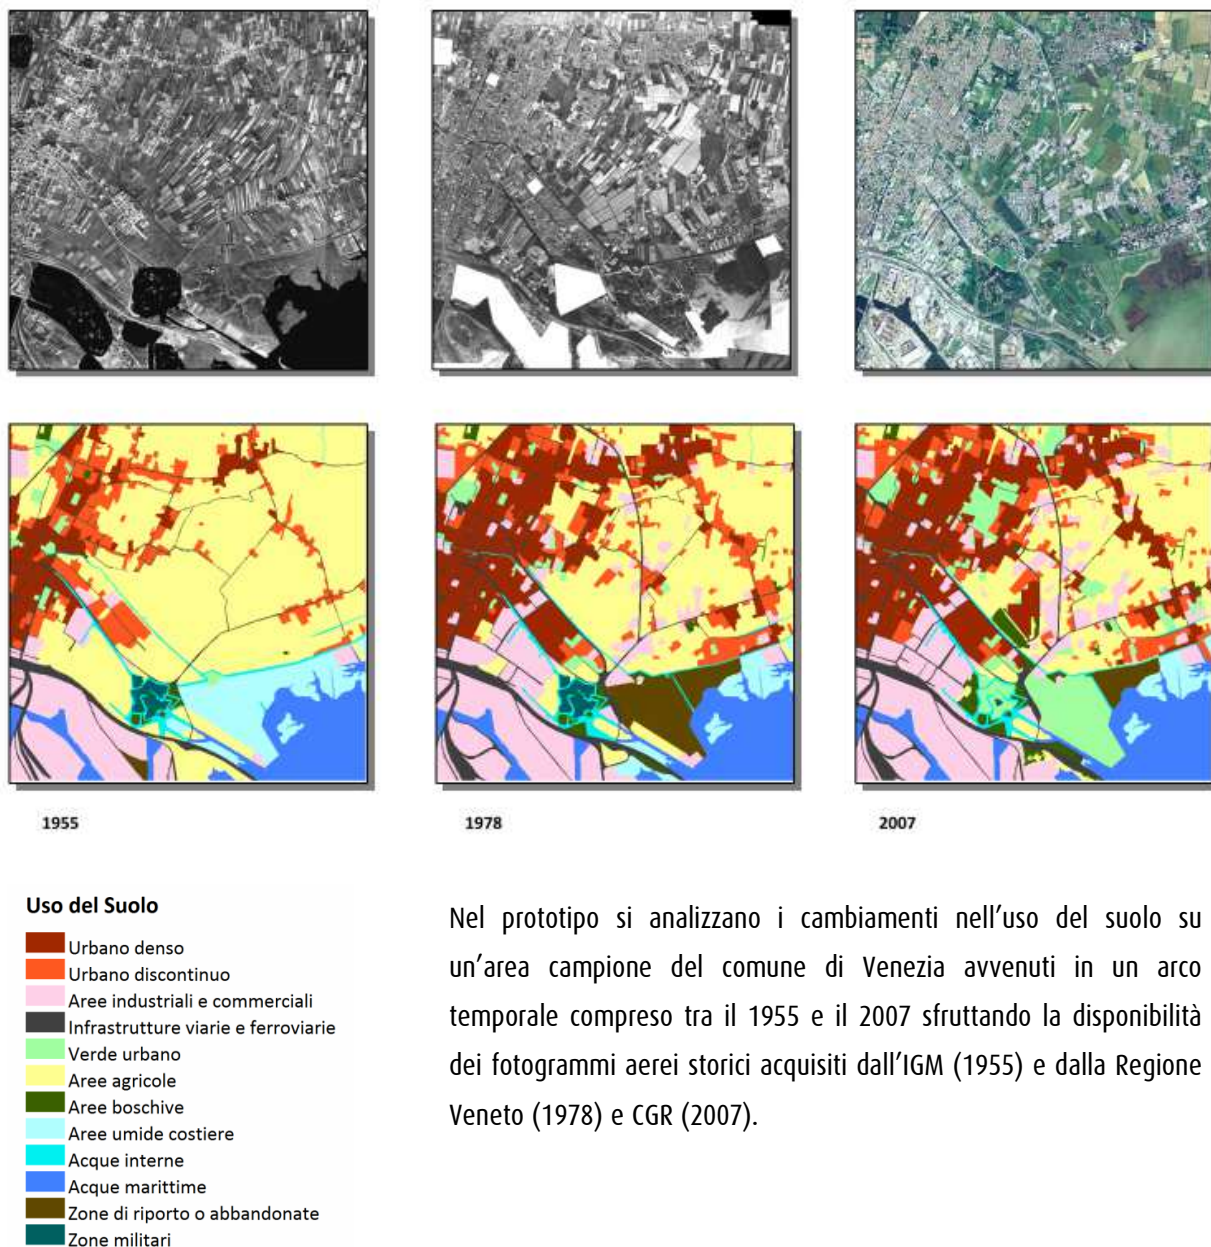 1955
1978
2007
Uso del Suolo
Urbano denso
Urbano discontinuo
Aree industriali e commerciali
Infrastrutture viarie e ferroviarie
Verde urbano
Aree agricole
Aree boschive
Aree umide costiere
Acque interne
Acque marittime
Zone di riporto o abbandonate
Zone militari
Nel prototipo si analizzano i cambiamenti nell'uso del suolo su
un'area campione del comune di Venezia avvenuti in un arco
temporale compreso tra il 1955 e il 2007 sfruttando la disponibilità
dei fotogrammi aerei storici acquisiti dall'IGM (1955) e dalla Regione
Veneto (1978) e CGR (2007).